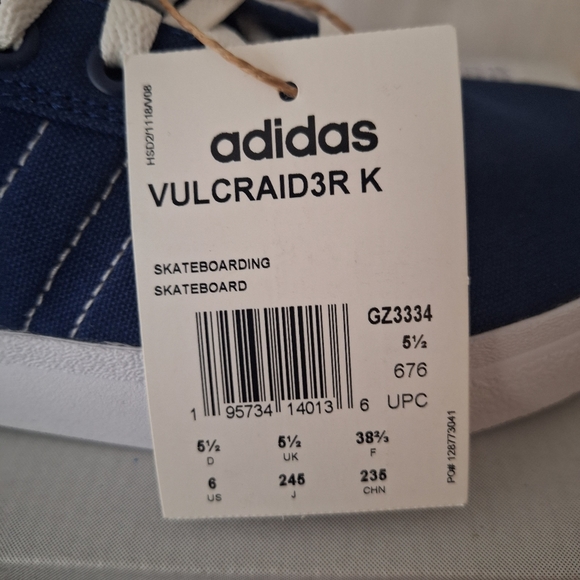 HSD2/1118/V08
adidas
VULCRAID3R K
SKATEBOARDING
SKATEBOARD
GZ3334
5½
676
1 95734 14013 6 UPC
5½ 5½ 38⅔
D UK F
6 245 235
US J CHN
PO# 128773041